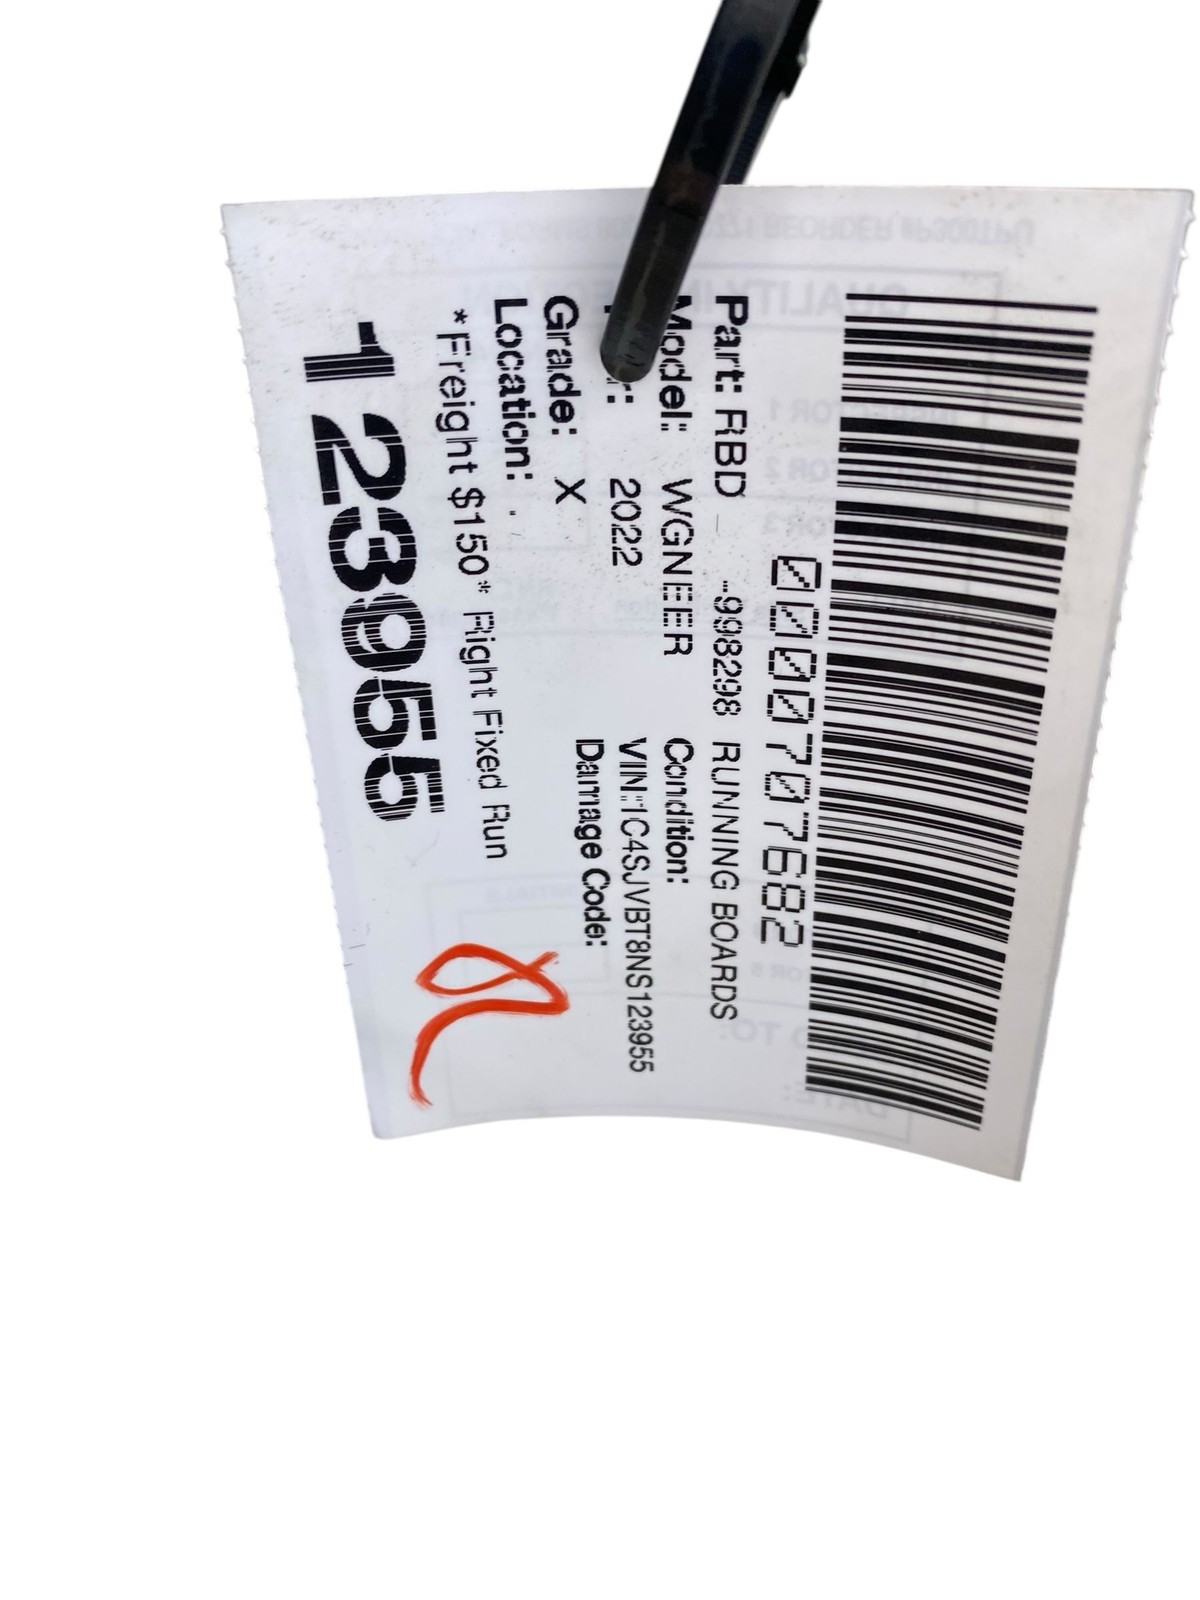 0000707682
Part: RBD - -998298 RUNNING BOARDS
Model: WGNEER Condition:
2022 VIN:1C4SJVBT8NS123955
Grade: X Damage Code:
Location: .
*Freight $150* Right Fixed Run
123955